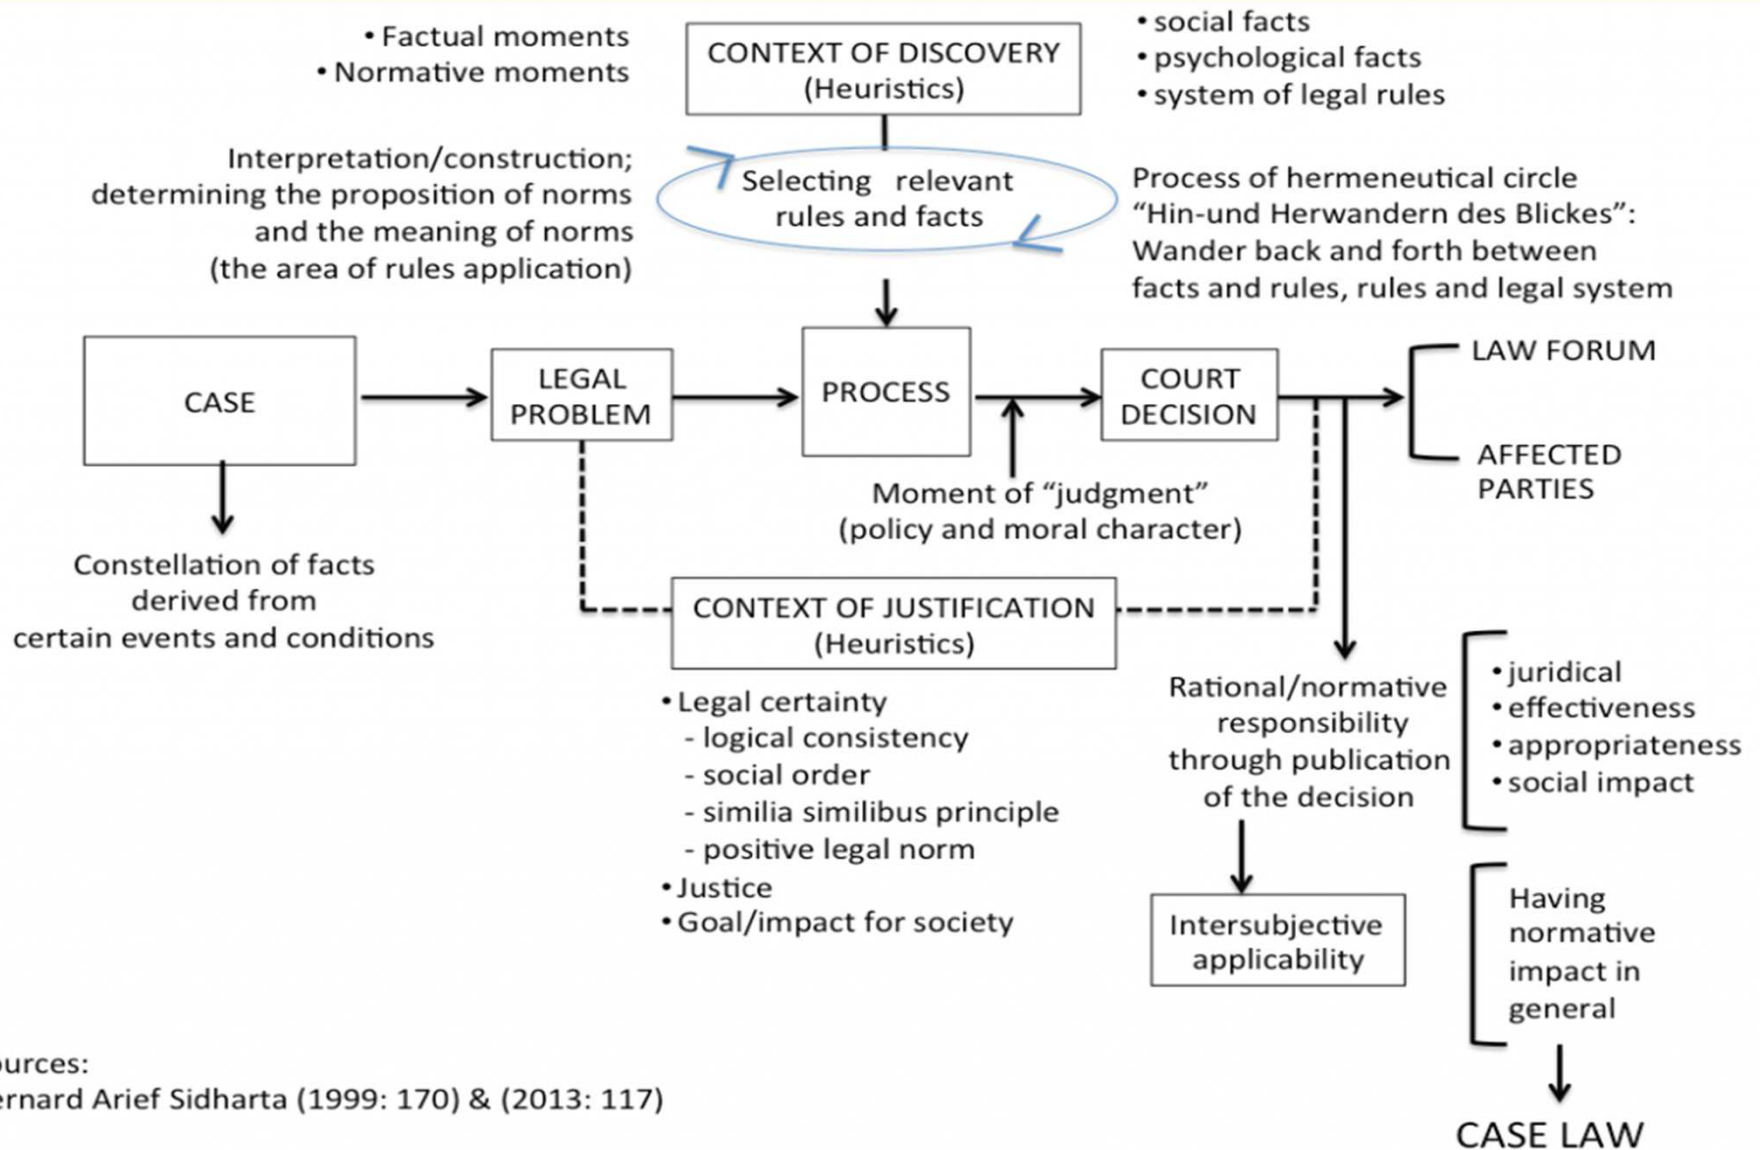 • Factual moments
• Normative moments
CONTEXT OF DISCOVERY
(Heuristics)
• social facts
• psychological facts
• system of legal rules
Interpretation/construction;
determining the proposition of norms
and the meaning of norms
(the area of rules application)
Selecting relevant
rules and facts
Process of hermeneutical circle
“Hin-und Herwandern des Blickes”:
Wander back and forth between
facts and rules, rules and legal system
CASE
LEGAL
PROBLEM
PROCESS
COURT
DECISION
LAW FORUM
AFFECTED
PARTIES
Moment of “judgment”
(policy and moral character)
Constellation of facts
derived from
certain events and conditions
CONTEXT OF JUSTIFICATION
(Heuristics)
• Legal certainty
- logical consistency
- social order
- similia similibus principle
- positive legal norm
• Justice
• Goal/impact for society
Rational/normative
responsibility
through publication
of the decision
• juridical
• effectiveness
• appropriateness
• social impact
Intersubjective
applicability
Having
normative
impact in
general
CASE LAW
ources:
ernard Arief Sidharta (1999: 170) & (2013: 117)